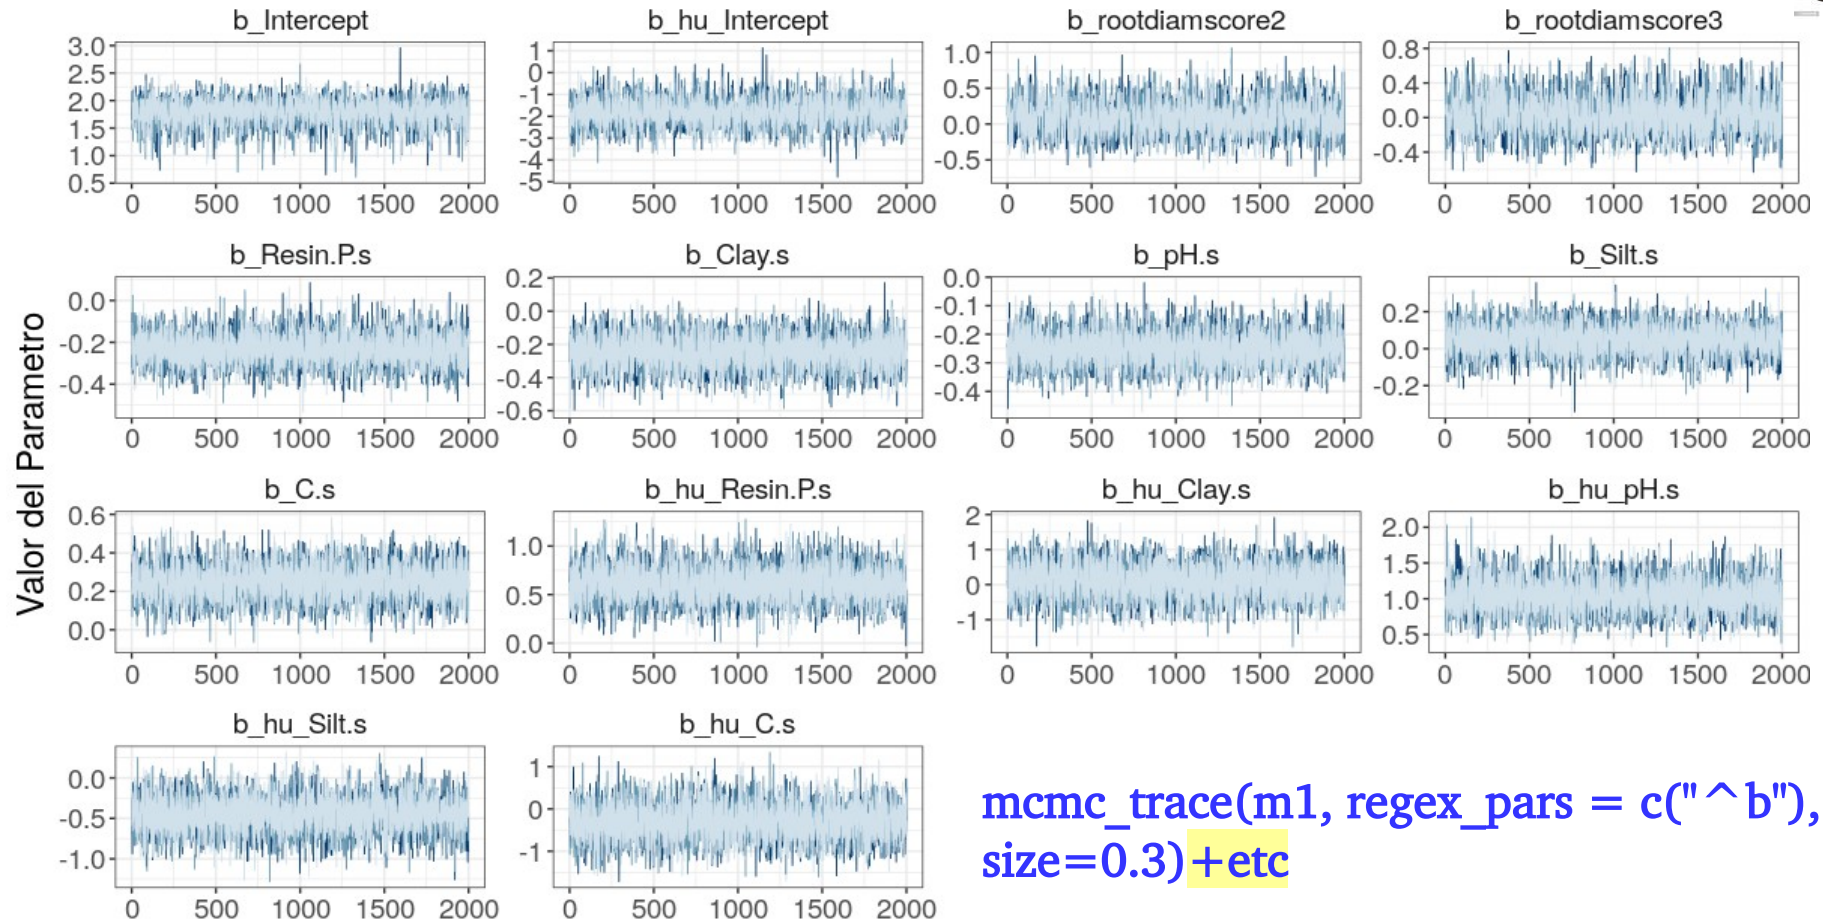 b_Intercept b_hu_Intercept b_rootdiamscore2 b_rootdiamscore3
3.0 2.5 2.0 1.5 1.0 0.5
1 0 -1 -2 -3 -4 -5
1.0 0.5 0.0 -0.5
0.8 0.4 0.0 -0.4
0 500 1000 1500 2000 0 500 1000 1500 2000 0 500 1000 1500 2000 0 500 1000 1500 2000
b_Resin.P.s b_Clay.s b_pH.s b_Silt.s
0.0 -0.2 -0.4
0.2 0.0 -0.2 -0.4 -0.6
0.0 -0.1 -0.2 -0.3 -0.4
0.2 0.0 -0.2
0 500 1000 1500 2000 0 500 1000 1500 2000 0 500 1000 1500 2000 0 500 1000 1500 2000
Valor del Parametro
b_C.s b_hu_Resin.P.s b_hu_Clay.s b_hu_pH.s
0.6 0.4 0.2 0.0
1.0 0.5 0.0
2 1 0 -1
2.0 1.5 1.0 0.5
0 500 1000 1500 2000 0 500 1000 1500 2000 0 500 1000 1500 2000 0 500 1000 1500 2000
b_hu_Silt.s b_hu_C.s
0.0 -0.5 -1.0
1 0 -1
0 500 1000 1500 2000 0 500 1000 1500 2000
mcmc_trace(m1, regex_pars = c("^b"),
size=0.3)+etc